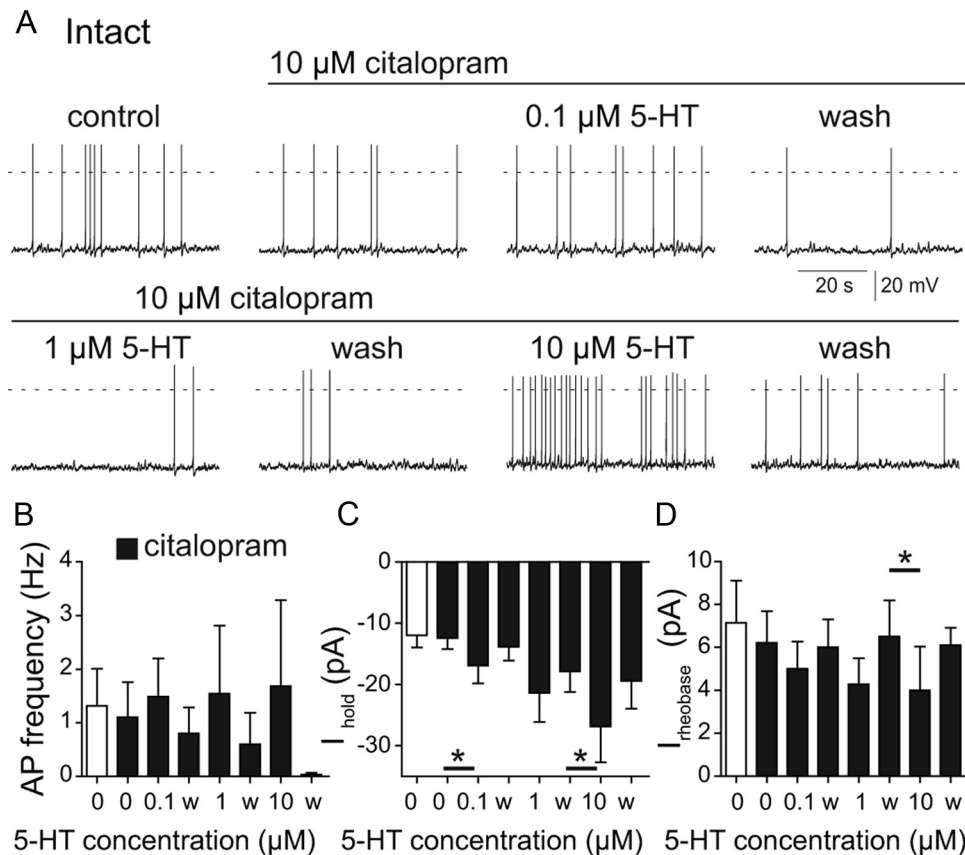 A Intact
10 µM citalopram
control 0.1 µM 5-HT wash
20 s 20 mV
10 µM citalopram
1 µM 5-HT wash 10 µM 5-HT wash
B C D
citalopram
AP frequency (Hz)
4
3
2
1
0
0 0 0.1 w 1 w 10 w
5-HT concentration (µM)
I hold (pA)
0
-10
-20
-30
* *
0 0 0.1 w 1 w 10 w
5-HT concentration (µM)
I rheobase (pA)
10
8
6
4
2
0
*
0 0 0.1 w 1 w 10 w
5-HT concentration (µM)